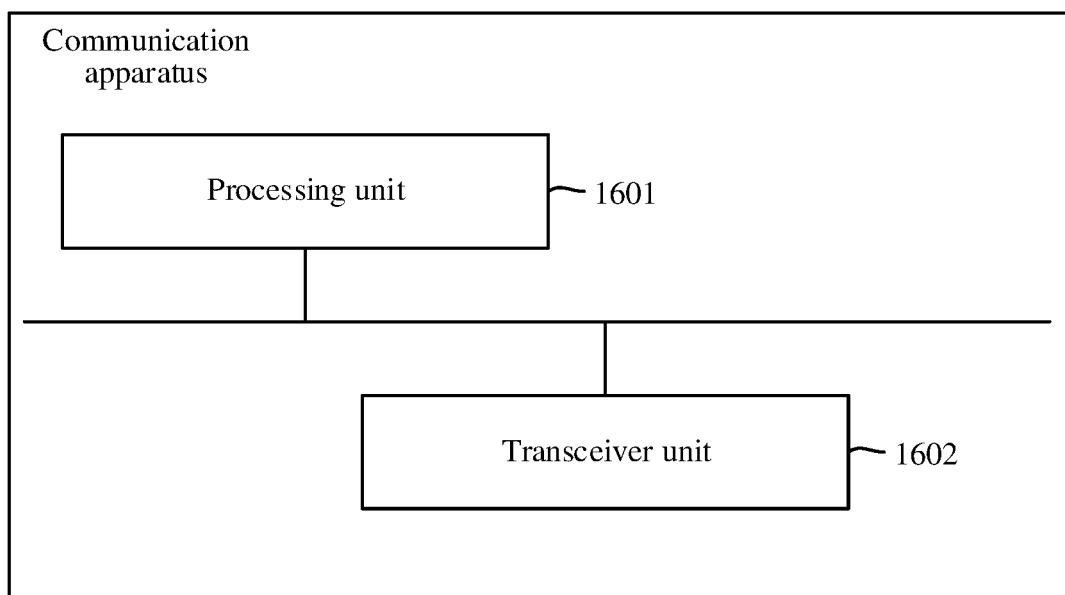 Communication
apparatus
Processing unit
1601
Transceiver unit
1602